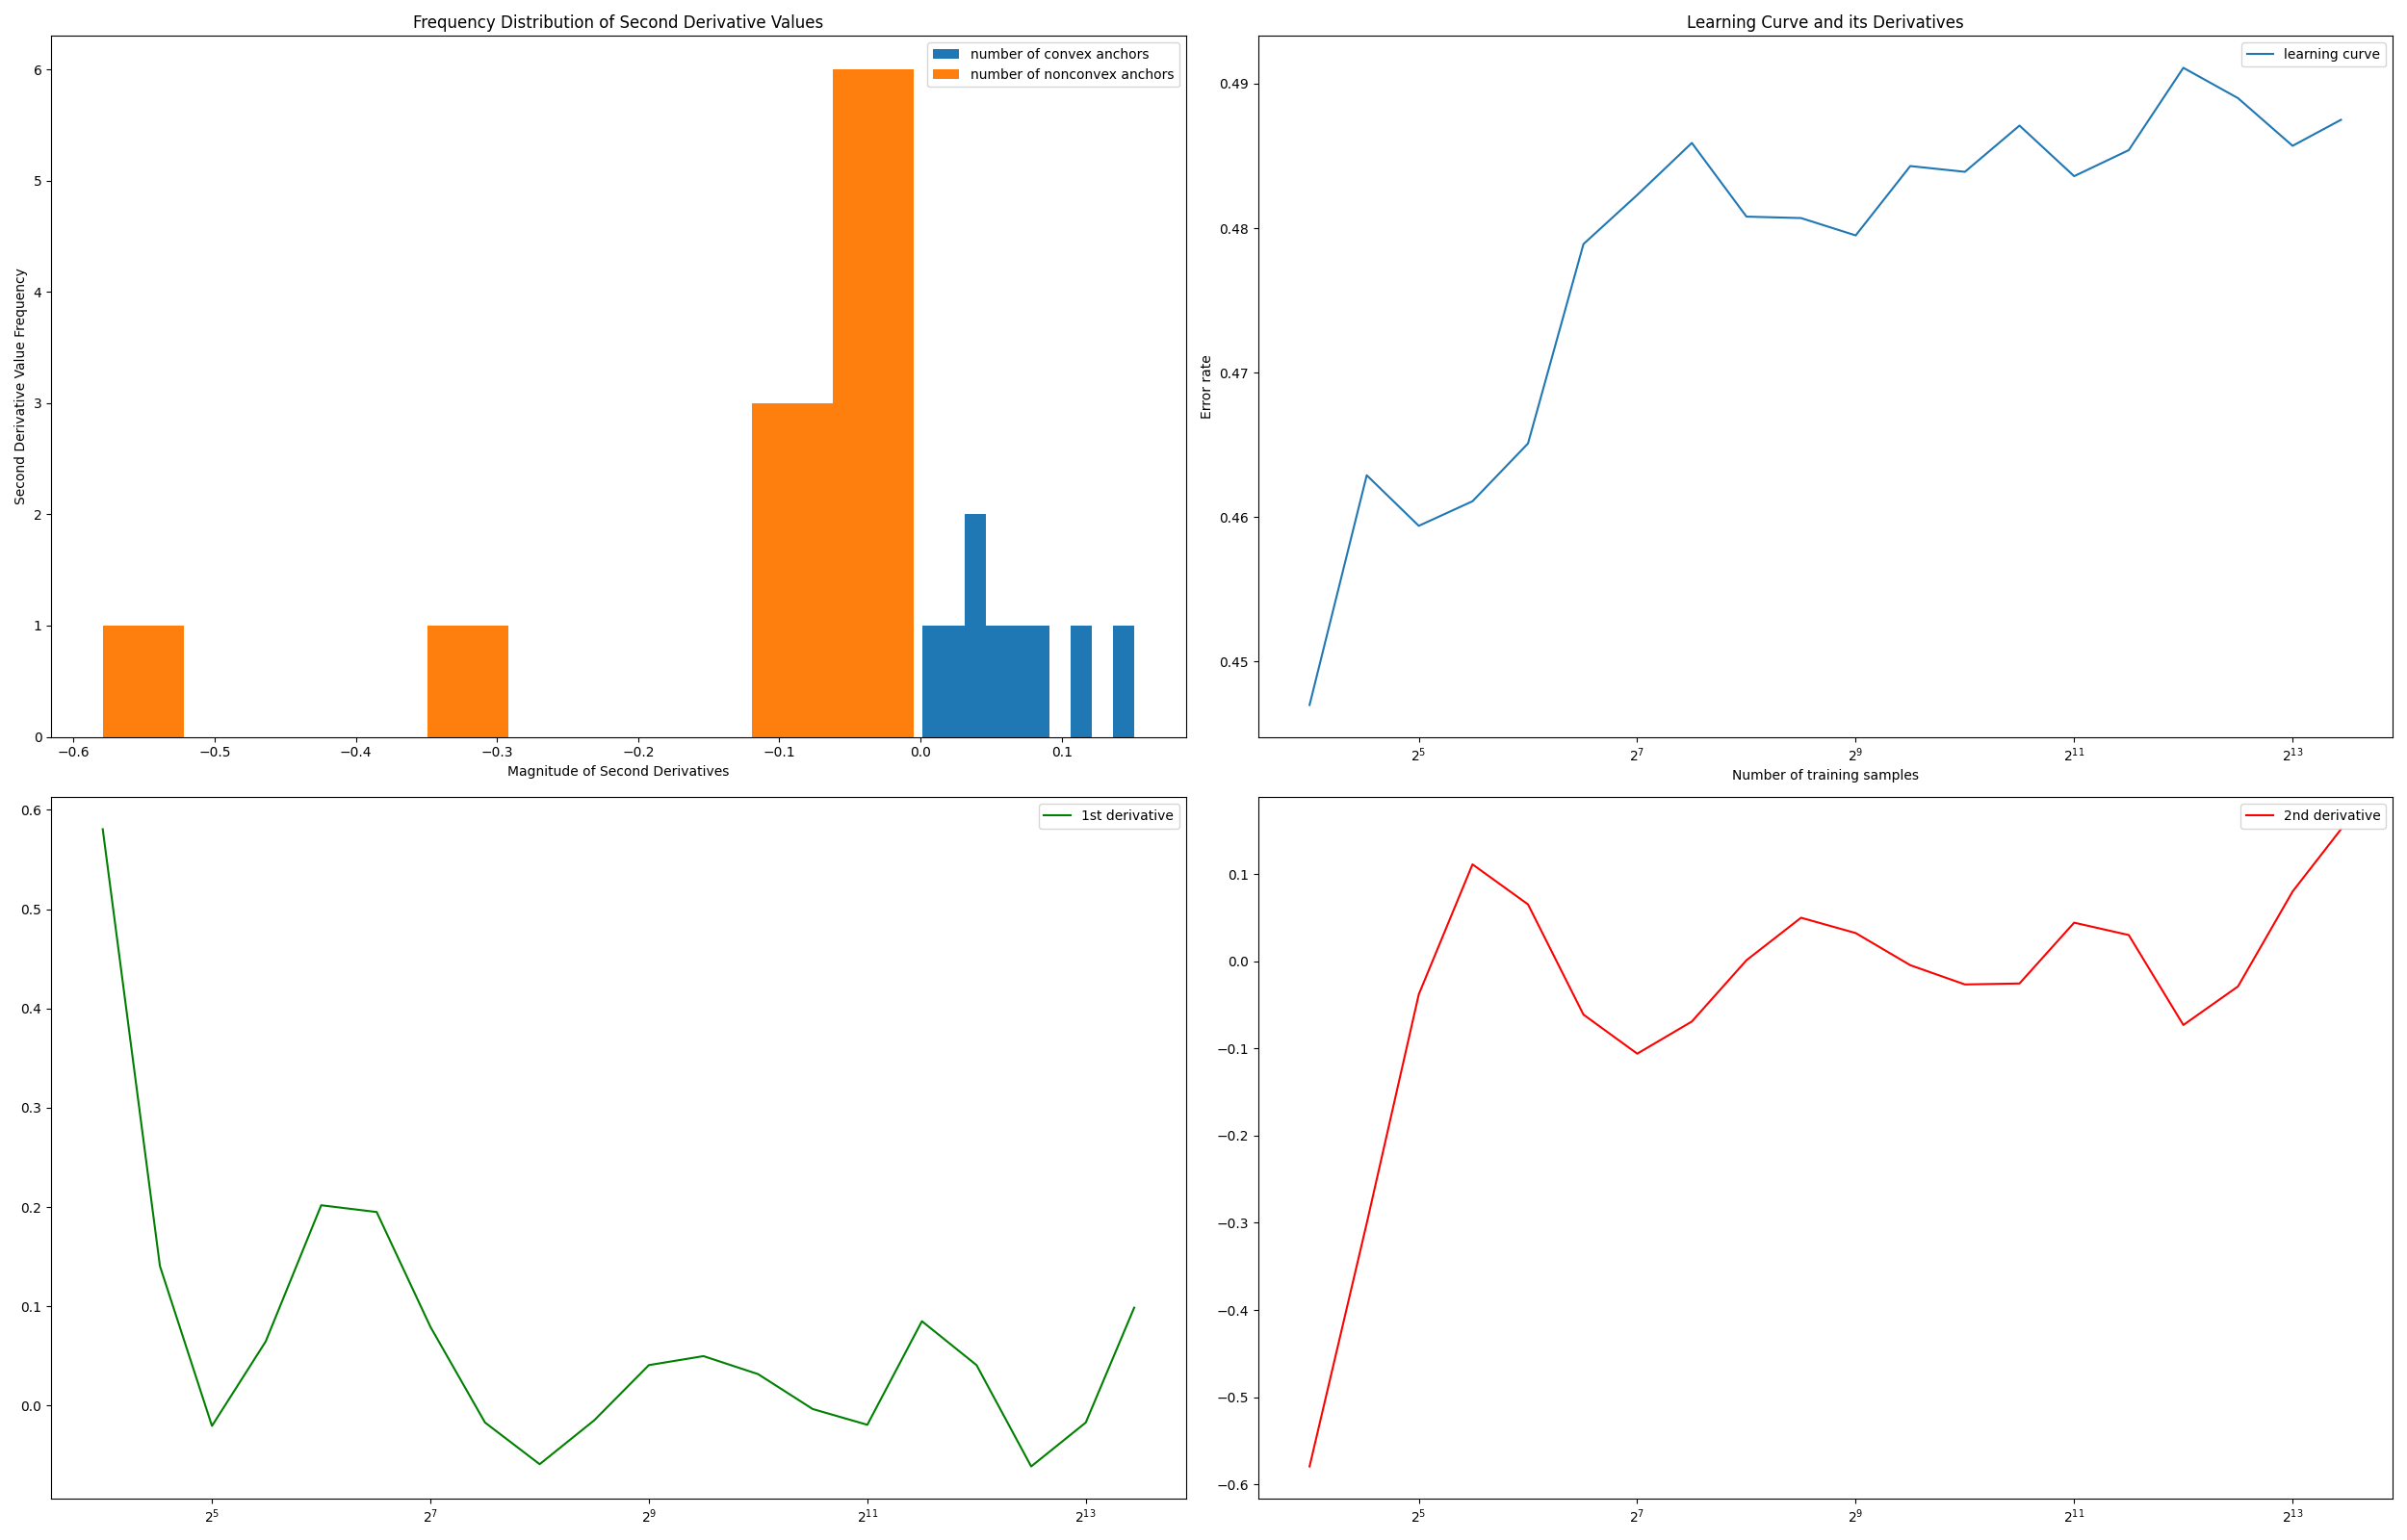 Frequency Distribution of Second Derivative Values
number of convex anchors
number of nonconvex anchors
Second Derivative Value Frequency
6
5
4
3
2
1
0
−0.6 −0.5 −0.4 −0.3 −0.2 −0.1 0.0 0.1
Magnitude of Second Derivatives
Learning Curve and its Derivatives
learning curve
Error rate
0.49
0.48
0.47
0.46
0.45
2^5 2^7 2^9 2^11 2^13
Number of training samples
1st derivative
0.6
0.5
0.4
0.3
0.2
0.1
0.0
2^5 2^7 2^9 2^11 2^13
2nd derivative
0.1
0.0
−0.1
−0.2
−0.3
−0.4
−0.5
−0.6
2^5 2^7 2^9 2^11 2^13